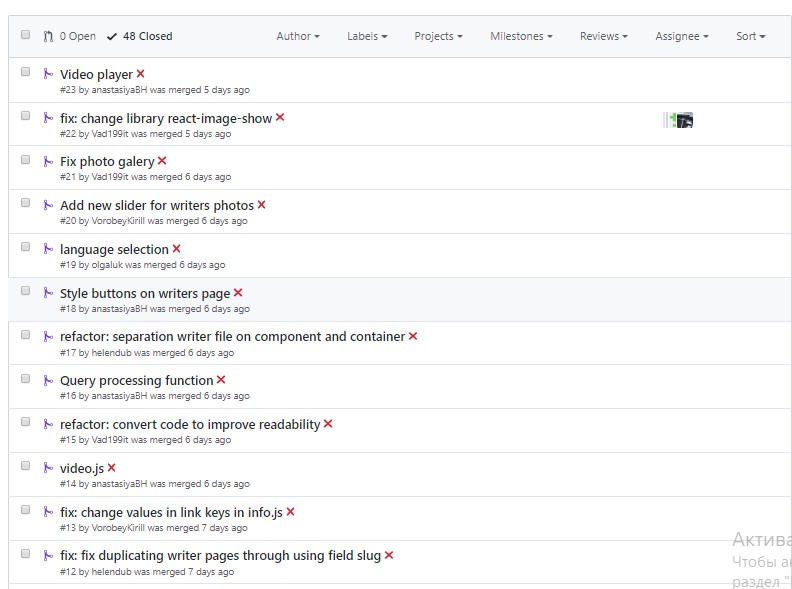 0 Open 48 Closed Author Labels Projects Milestones Reviews Assignee Sort
Video player
#23 by anastasiyaBH was merged 5 days ago
fix: change library react-image-show
#22 by Vad199it was merged 5 days ago
Fix photo galery
#21 by Vad199it was merged 6 days ago
Add new slider for writers photos
#20 by VorobeyKirill was merged 6 days ago
language selection
#19 by olgaluk was merged 6 days ago
Style buttons on writers page
#18 by anastasiyaBH was merged 6 days ago
refactor: separation writer file on component and container
#17 by helendub was merged 6 days ago
Query processing function
#16 by anastasiyaBH was merged 6 days ago
refactor: convert code to improve readability
#15 by Vad199it was merged 6 days ago
video.js
#14 by anastasiyaBH was merged 6 days ago
fix: change values in link keys in info.js
#13 by VorobeyKirill was merged 7 days ago
fix: fix duplicating writer pages through using field slug
#12 by helendub was merged 7 days ago
Актива
Чтобы а
раздел "